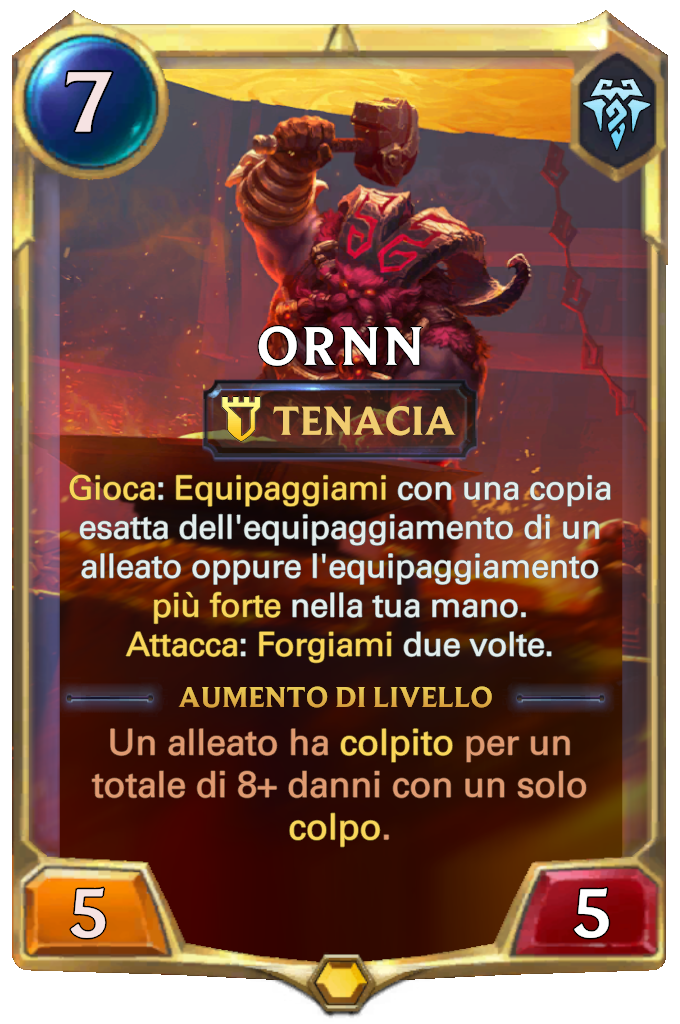 7
ORNN
TENACIA
Gioca: Equipaggiami con una copia
esatta dell'equipaggiamento di un
alleato oppure l'equipaggiamento
più forte nella tua mano.
Attacca: Forgiami due volte.
AUMENTO DI LIVELLO
Un alleato ha colpito per un
totale di 8+ danni con un solo
colpo.
5
5